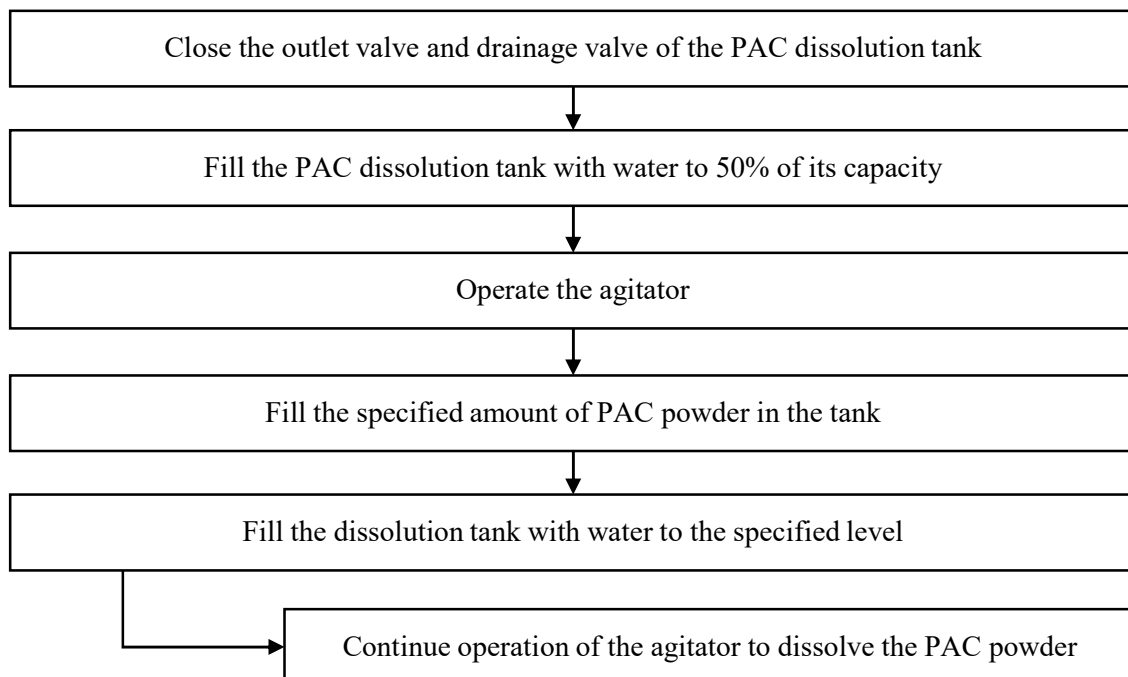 Close the outlet valve and drainage valve of the PAC dissolution tank
Fill the PAC dissolution tank with water to 50% of its capacity
Operate the agitator
Fill the specified amount of PAC powder in the tank
Fill the dissolution tank with water to the specified level
Continue operation of the agitator to dissolve the PAC powder